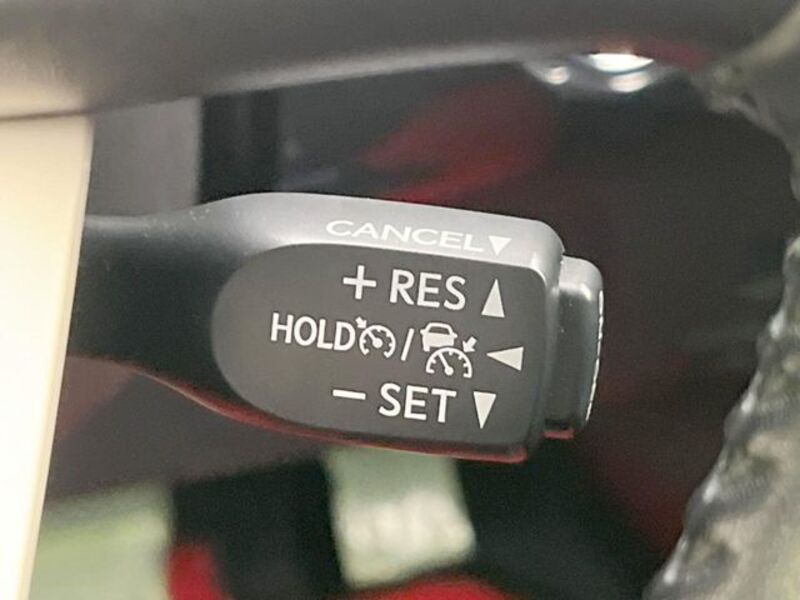 CANCEL▼
+ RES ▲
HOLD / ◀
− SET ▼